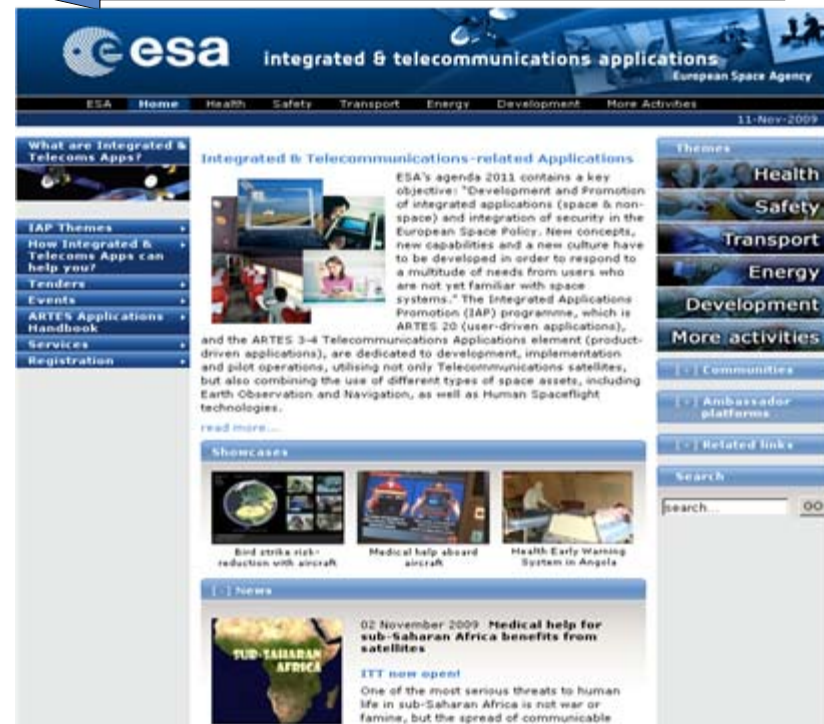 esa
integrated & telecommunications applications
European Space Agency
ESA Home Health Safety Transport Energy Development More Activities
11-Nov-2009
What are Integrated &
Telecoms Apps?
IAP Themes
How Integrated &
Telecoms Apps can
help you?
Tenders
Events
ARTES Applications
Handbook
Services
Registration
Integrated & Telecommunications-related Applications
ESA's agenda 2011 contains a key
objective: "Development and Promotion
of integrated applications (space & non-
space) and integration of security in the
European Space Policy. New concepts,
new capabilities and a new culture have
to be developed in order to respond to
a multitude of needs from users who
are not yet familiar with space
systems." The Integrated Applications
Promotion (IAP) programme, which is
ARTES 20 (user-driven applications),
and the ARTES 3-4 Telecommunications Applications element (product-
driven applications), are dedicated to development, implementation
and pilot operations, utilising not only Telecommunications satellites,
but also combining the use of different types of space assets, including
Earth Observation and Navigation, as well as Human Spaceflight
technologies.
read more...
Showcases
Bird strike risk-
reduction with aircraft
Medical help aboard
aircraft
Health Early Warning
System in Angola
[-] News
SUB-SAHARAN
AFRICA
02 November 2009 Medical help for
sub-Saharan Africa benefits from
satellites
ITT now open!
One of the most serious threats to human
life in sub-Saharan Africa is not war or
famine, but the spread of communicable
Themes
Health
Safety
Transport
Energy
Development
More activities
[-] Communities
[-] Ambassador
platforms
[-] Related links
Search
search...
GO